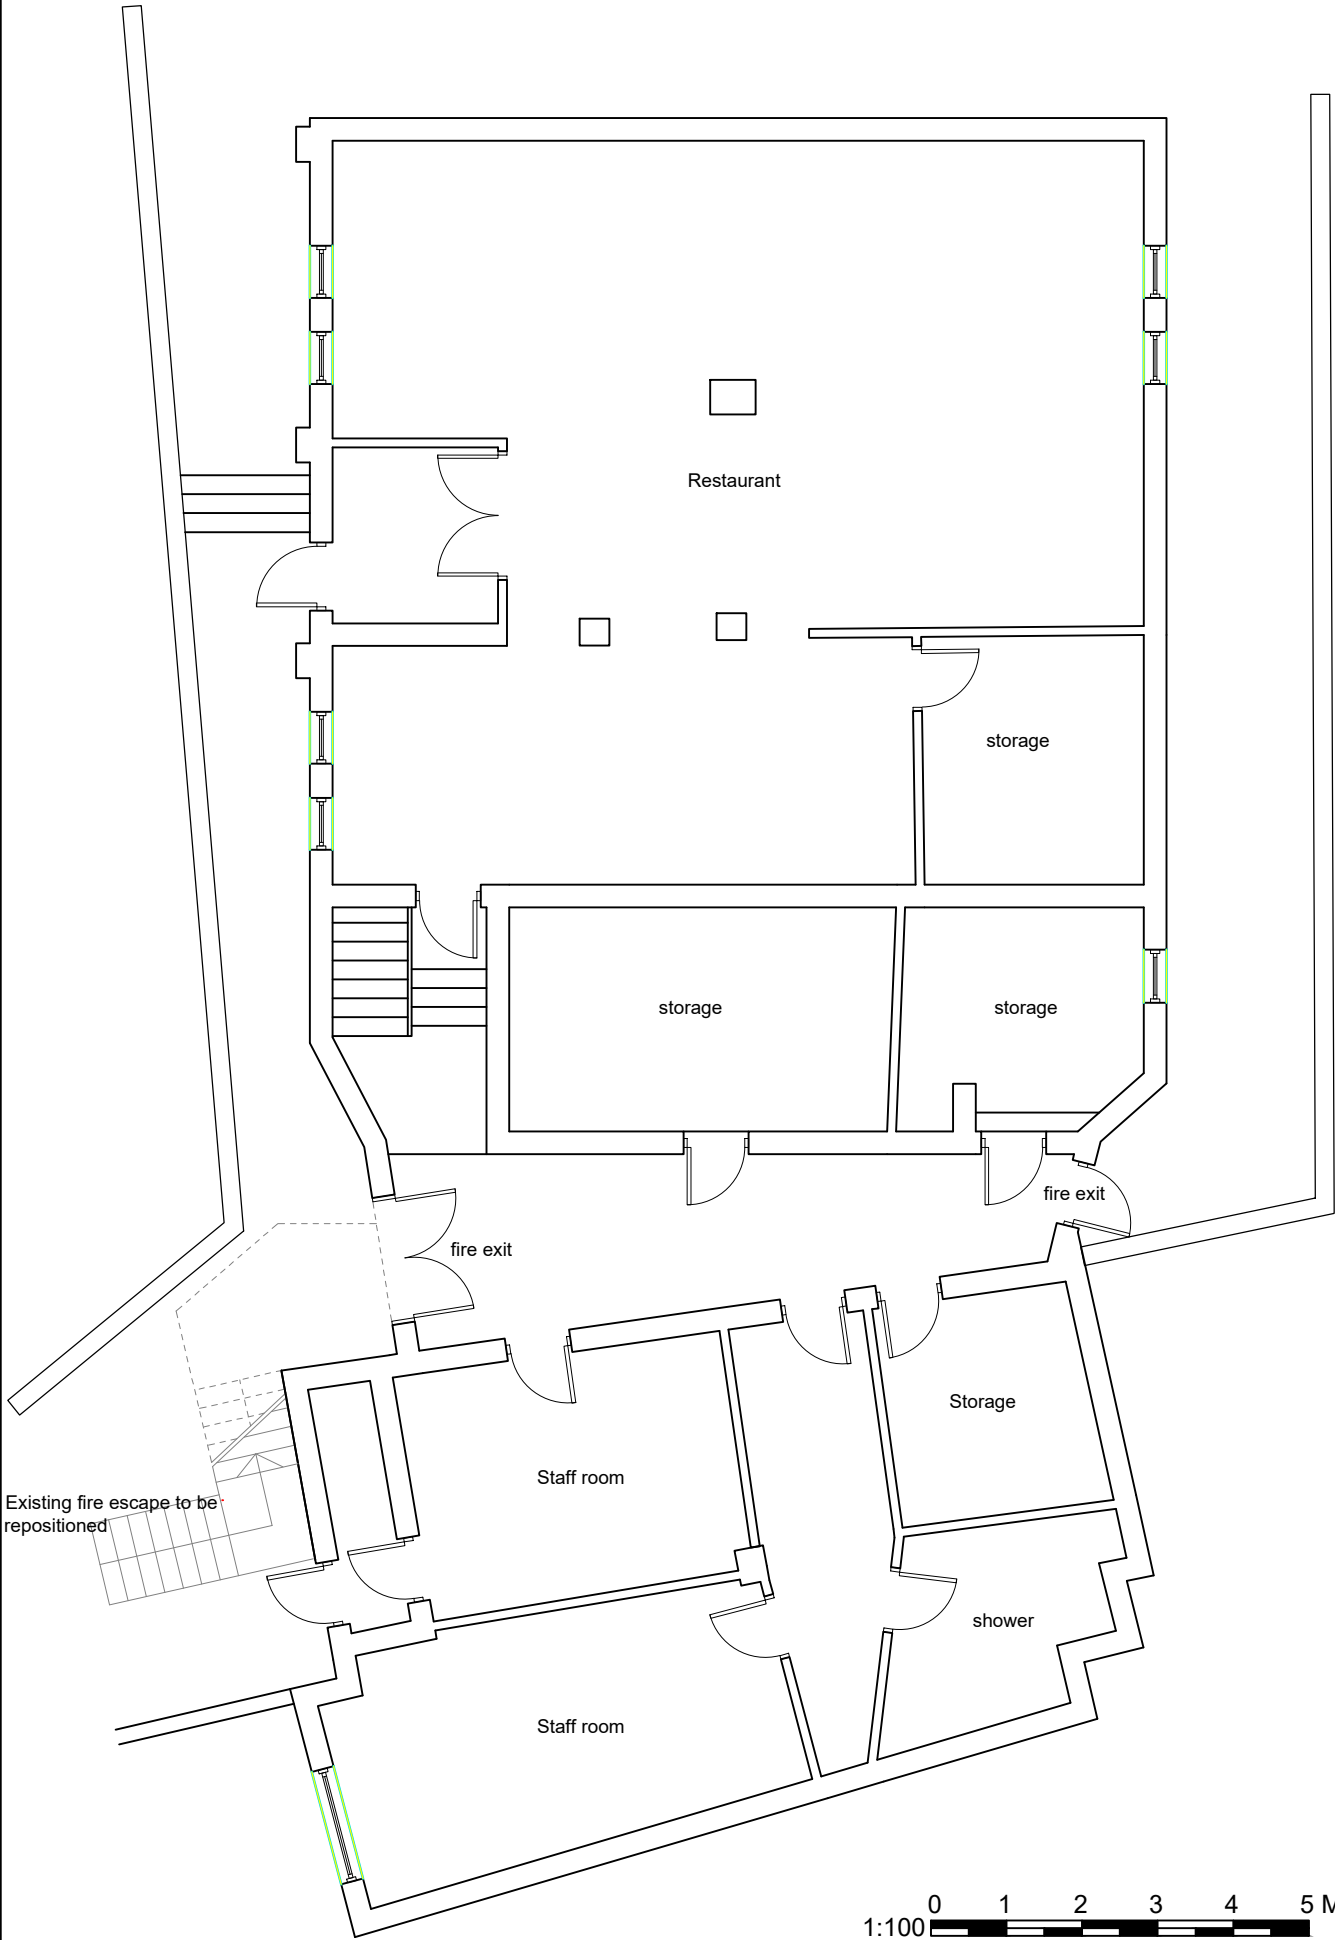 Restaurant
storage
storage
storage
fire exit
fire exit
Storage
Staff room
Existing fire escape to be
repositioned
shower
Staff room
0 1 2 3 4 5 M
1:100